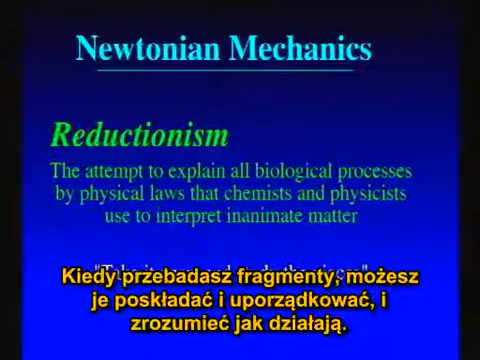 Newtonian Mechanics
Reductionism
The attempt to explain all biological processes
by physical laws that chemists and physicists
use to interpret inanimate matter
Kiedy przebadasz fragmenty, możesz
je poskładać i uporządkować, i
zrozumieć jak działają.